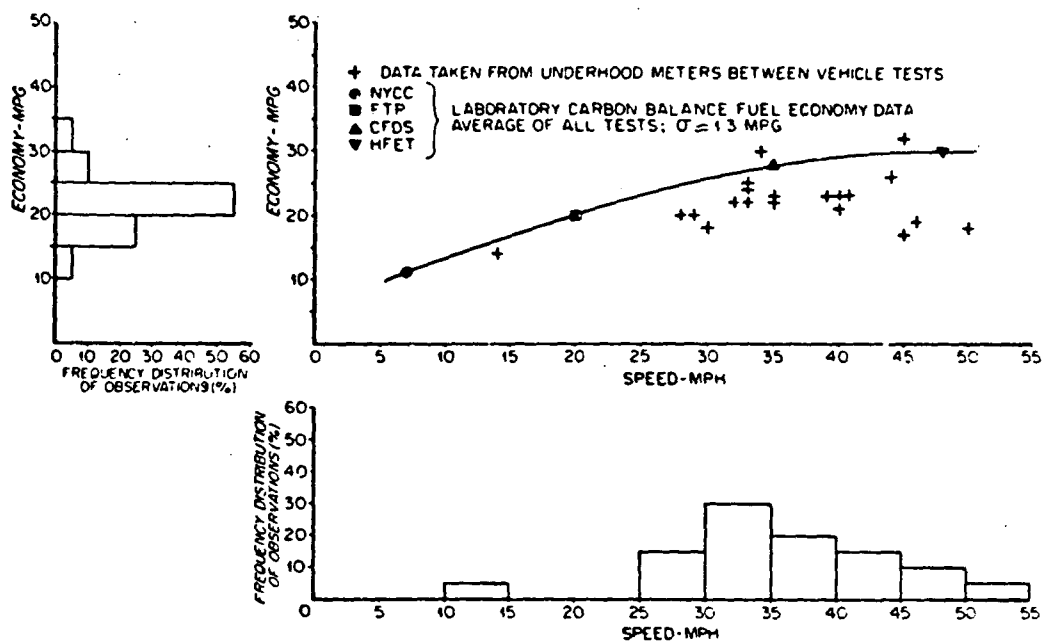 50
40
30
20
10
ECONOMY-MPG
0 10 20 30 40 50 60
FREQUENCY DISTRIBUTION
OF OBSERVATIONS (%)
50
40
30
20
10
ECONOMY - MPG
+ DATA TAKEN FROM UNDERHOOD METERS BETWEEN VEHICLE TESTS
● NYCC
■ FTP
▲ CFDS
▼ HFET
LABORATORY CARBON BALANCE FUEL ECONOMY DATA
AVERAGE OF ALL TESTS; σ = 1 3 MPG
0 5 10 15 20 25 30 35 40 45 50 55
SPEED-MPH
60
50
40
30
20
10
FREQUENCY DISTRIBUTION
OF OBSERVATIONS (%)
0 5 10 15 20 25 30 35 40 45 50 55
SPEED-MPH